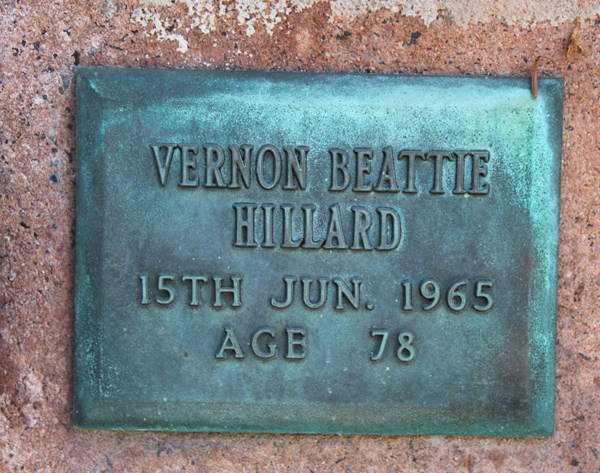 VERNON BEATTIE
HILLARD
15TH JUN. 1965
AGE 78